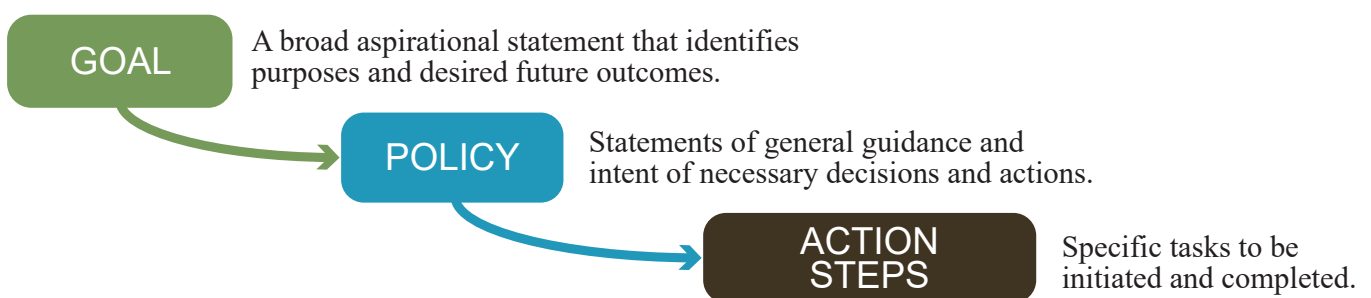 GOAL
A broad aspirational statement that identifies
purposes and desired future outcomes.
POLICY
Statements of general guidance and
intent of necessary decisions and actions.
ACTION
STEPS
Specific tasks to be
initiated and completed.